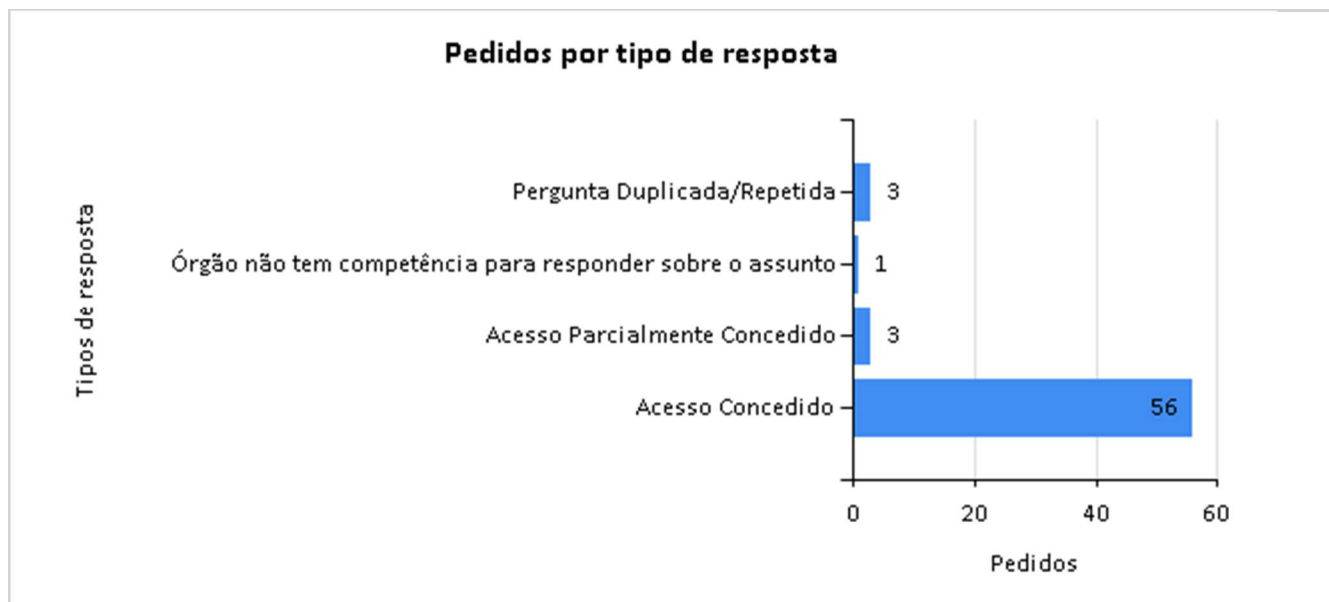 Pedidos por tipo de resposta
Tipos de resposta
Pergunta Duplicada/Repetida
3
Órgão não tem competência para responder sobre o assunto
1
Acesso Parcialmente Concedido
3
Acesso Concedido
56
0 20 40 60
Pedidos